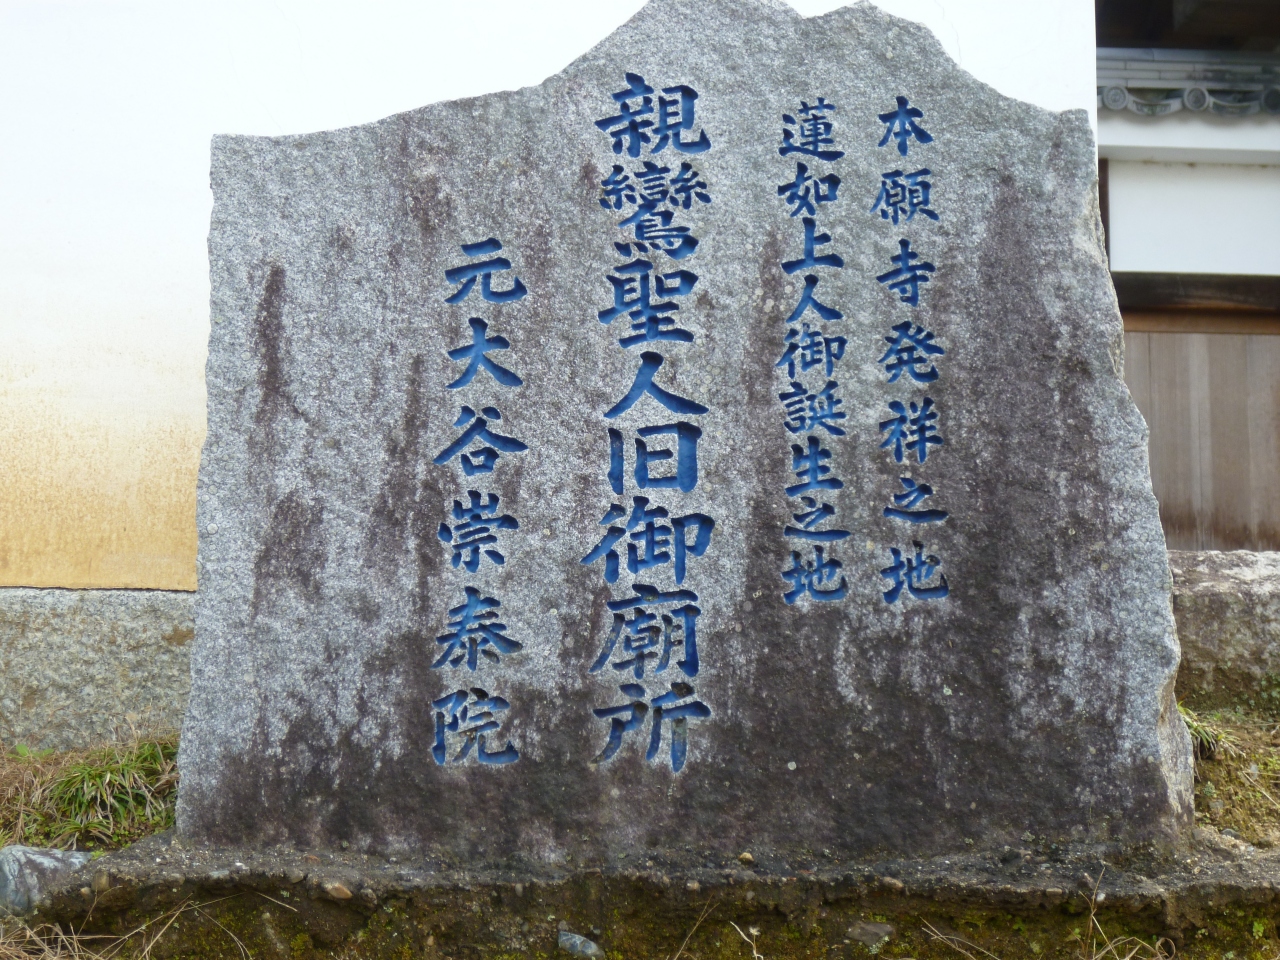 本願寺発祥之地
蓮如上人御誕生之地
親鸞聖人旧御廟所
元大谷崇泰院